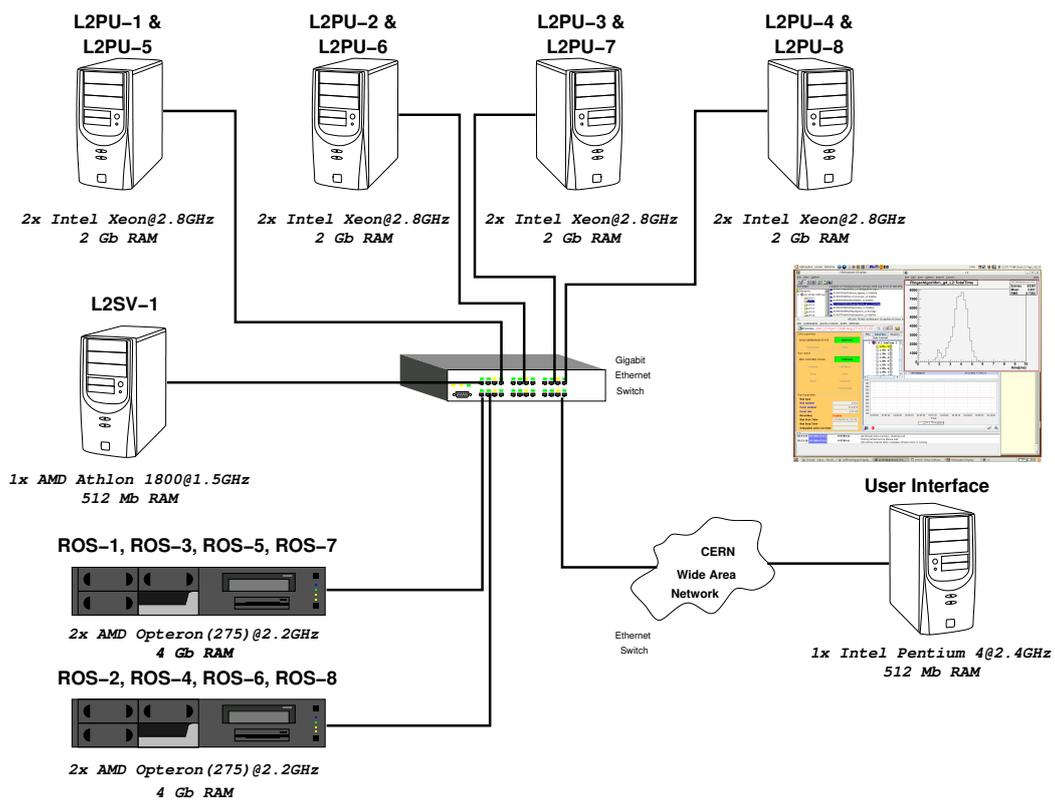 L2PU–1 &
L2PU–5
L2PU–2 &
L2PU–6
L2PU–3 &
L2PU–7
L2PU–4 &
L2PU–8
2x Intel Xeon@2.8GHz
2 Gb RAM
2x Intel Xeon@2.8GHz
2 Gb RAM
2x Intel Xeon@2.8GHz
2 Gb RAM
2x Intel Xeon@2.8GHz
2 Gb RAM
L2SV–1
1x AMD Athlon 1800@1.5GHz
512 Mb RAM
Gigabit
Ethernet
Switch
User Interface
ROS–1, ROS–3, ROS–5, ROS–7
2x AMD Opteron(275)@2.2GHz
4 Gb RAM
CERN
Wide Area
Network
Ethernet
Switch
1x Intel Pentium 4@2.4GHz
512 Mb RAM
ROS–2, ROS–4, ROS–6, ROS–8
2x AMD Opteron(275)@2.2GHz
4 Gb RAM